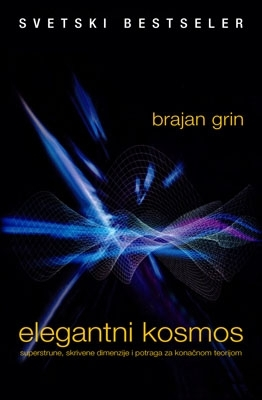 SVETSKI BESTSELER
brajan grin
elegantni kosmos
superstrune, skrivene dimenzije i potraga za konačnom teorijom